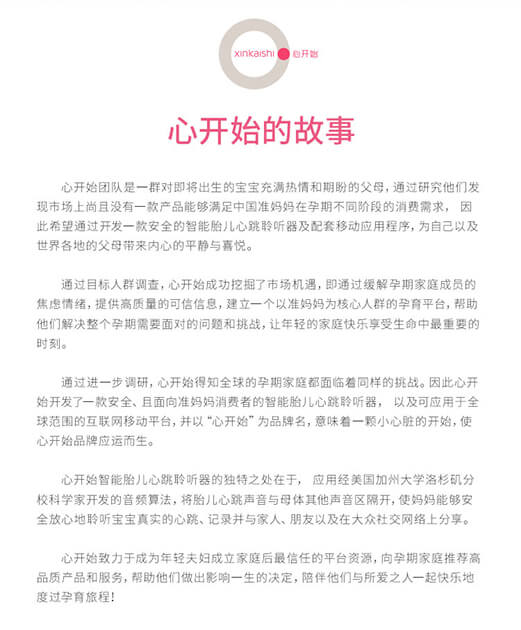 xinkaishi 心开始
心开始的故事
心开始团队是一群对即将出生的宝宝充满热情和期盼的父母，通过研究他们发
现市场上尚且没有一款产品能够满足中国准妈妈在孕期不同阶段的消费需求， 因
此希望通过开发一款安全的智能胎儿心跳聆听器及配套移动应用程序，为自己以及
世界各地的父母带来内心的平静与喜悦。
通过目标人群调查，心开始成功挖掘了市场机遇，即通过缓解孕期家庭成员的
焦虑情绪，提供高质量的可信信息，建立一个以准妈妈为核心人群的孕育平台，帮助
他们解决整个孕期需要面对的问题和挑战，让年轻的家庭快乐享受生命中最重要的
时刻。
通过进一步调研，心开始得知全球的孕期家庭都面临着同样的挑战。因此心开
始开发了一款安全、且面向准妈妈消费者的智能胎儿心跳聆听器， 以及可应用于全
球范围的互联网移动平台，并以“心开始”为品牌名，意味着一颗小心脏的开始，使
心开始品牌应运而生。
心开始智能胎儿心跳聆听器的独特之处在于， 应用经美国加州大学洛杉矶分
校科学家开发的音频算法，将胎儿心跳声音与母体其他声音区隔开，使妈妈能够安
全放心地聆听宝宝真实的心跳、记录并与家人、朋友以及在大众社交网络上分享。
心开始致力于成为年轻夫妇成立家庭后最信任的平台资源，向孕期家庭推荐高
品质产品和服务，帮助他们做出影响一生的决定，陪伴他们与所爱之人一起快乐地
度过孕育旅程！